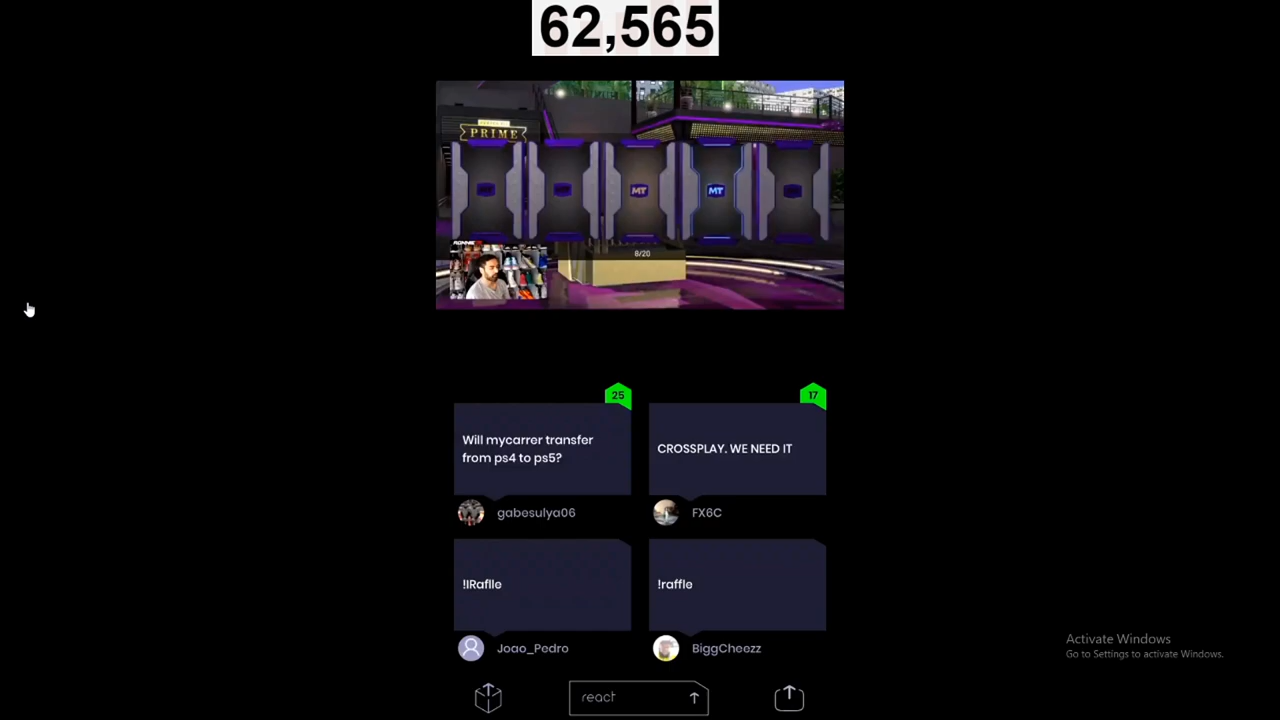 62,565
PRIME
MT
MT
8/20
25
17
Will mycarrer transfer
from ps4 to ps5?
CROSSPLAY. WE NEED IT
gabesulya06
FX6C
!IRaflle
!raffle
Joao_Pedro
BiggCheezz
react
Activate Windows
Go to Settings to activate Windows.